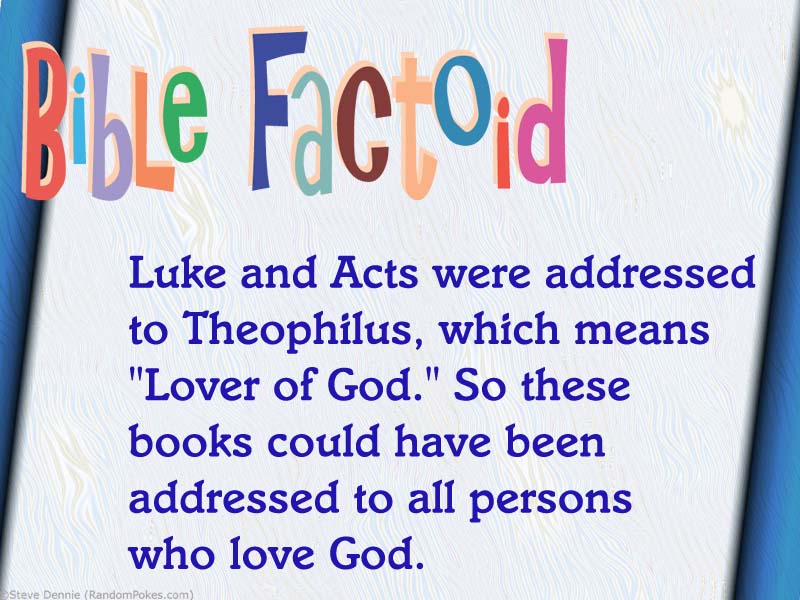 Bible Factoid
Luke and Acts were addressed
to Theophilus, which means
"Lover of God." So these
books could have been
addressed to all persons
who love God.
©Steve Dennie (RandomPokes.com)